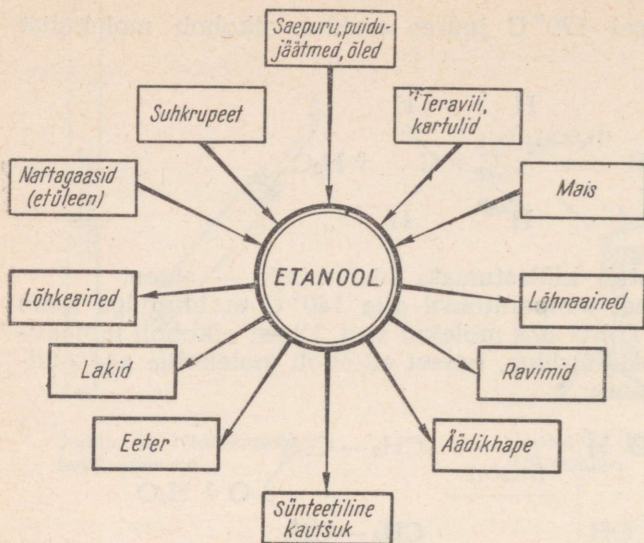 Saepuru, puidu-
jäätmed, õled
Suhkrupeet
Teravili,
kartulid
Naftagaasid
(etüleen)
Mais
ETANOOL
Lõhkeained
Lõhnaained
Lakid
Ravimid
Eeter
Äädikhape
Sünteetiline
kautšuk